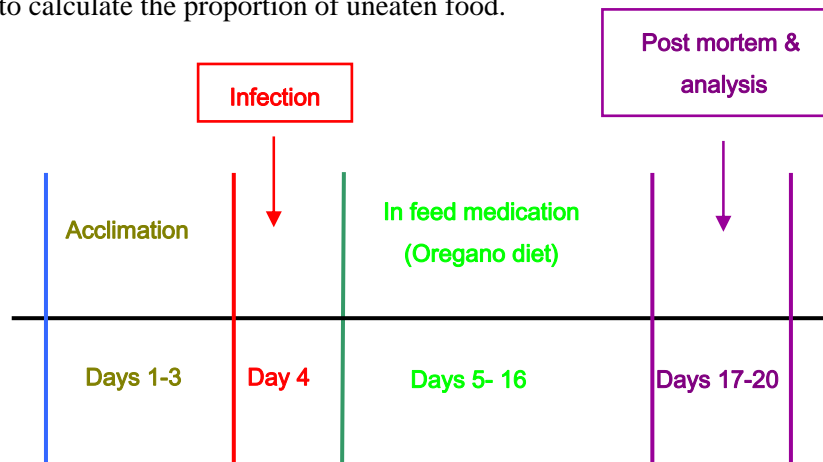 to calculate the proportion of uneaten food.
Post mortem &
analysis
Infection
Acclimation
In feed medication
(Oregano diet)
Days 1-3
Day 4
Days 5- 16
Days 17-20